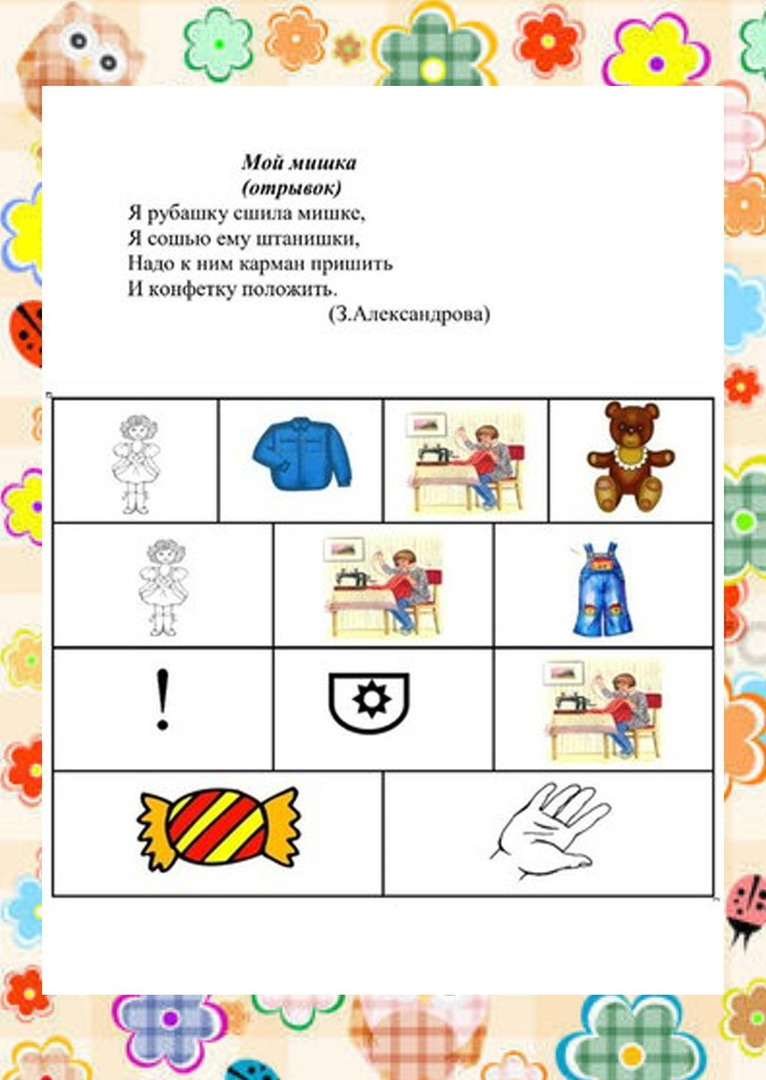 Мой мишка
(отрывок)
Я рубашку сшила мишке,
Я сошью ему штанишки,
Надо к ним карман пришить
И конфетку положить.
(З.Александрова)
!